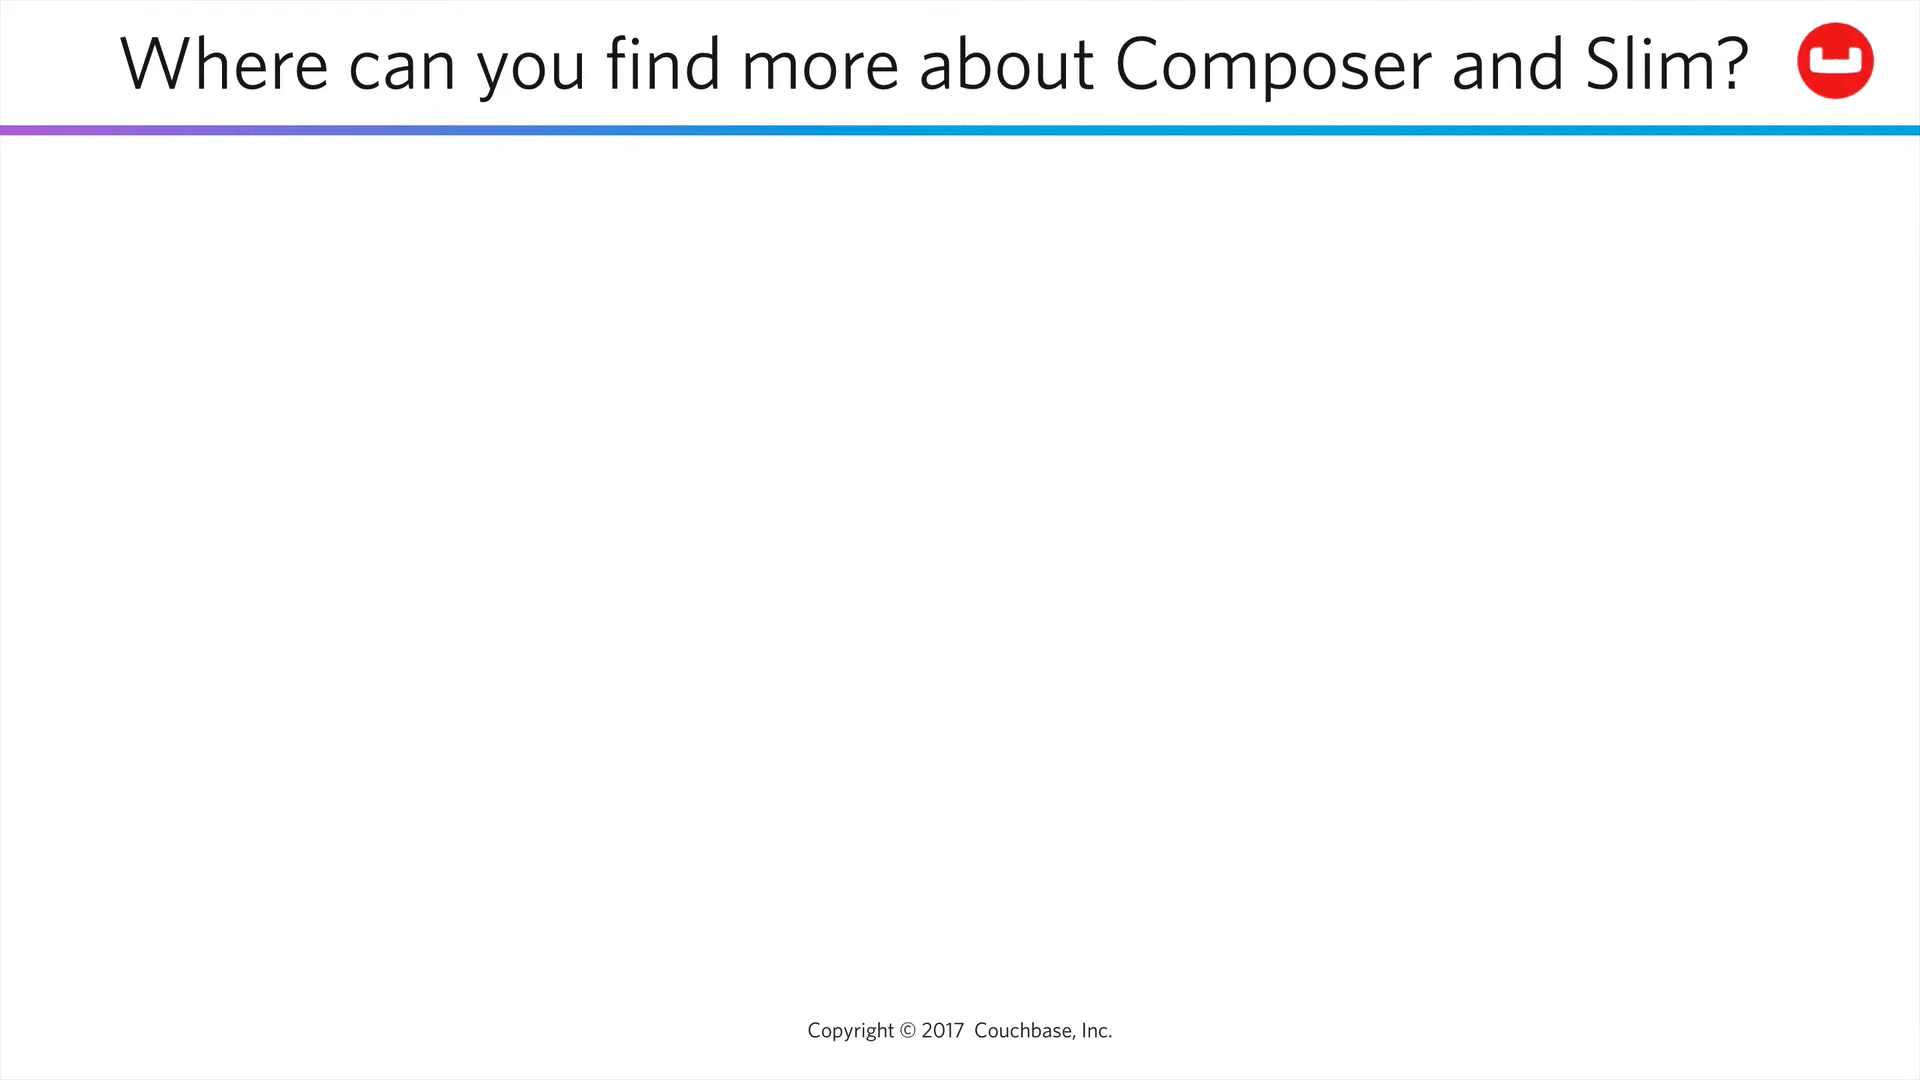 Where can you find more about Composer and Slim?
Copyright © 2017 Couchbase, Inc.